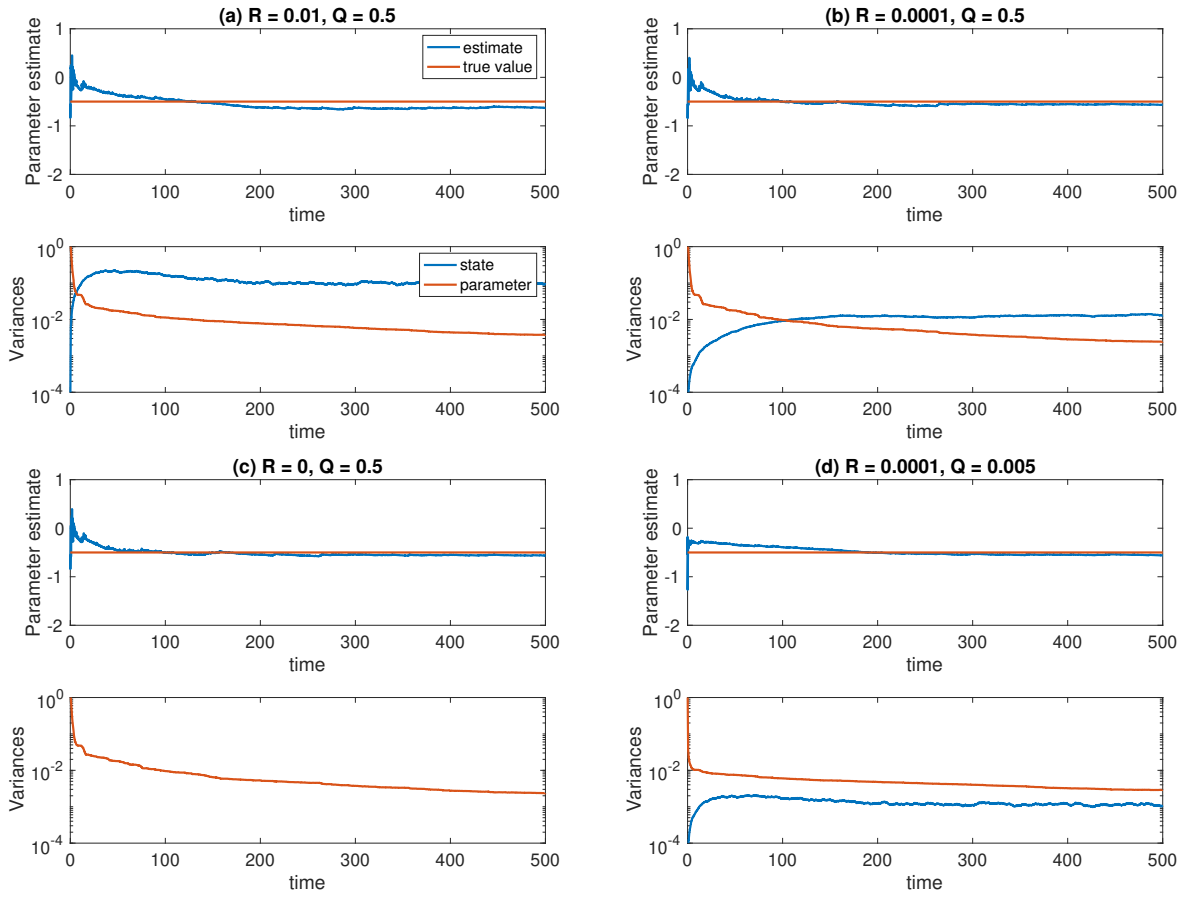 (a) R = 0.01, Q = 0.5
Parameter estimate
1
0
-1
-2
estimate
true value
0 100 200 300 400 500
time
Variances
10^0
10^-2
10^-4
state
parameter
0 100 200 300 400 500
time
(b) R = 0.0001, Q = 0.5
Parameter estimate
1
0
-1
-2
0 100 200 300 400 500
time
Variances
10^0
10^-2
10^-4
0 100 200 300 400 500
time
(c) R = 0, Q = 0.5
Parameter estimate
1
0
-1
-2
0 100 200 300 400 500
time
Variances
10^0
10^-2
10^-4
0 100 200 300 400 500
time
(d) R = 0.0001, Q = 0.005
Parameter estimate
1
0
-1
-2
0 100 200 300 400 500
time
Variances
10^0
10^-2
10^-4
0 100 200 300 400 500
time